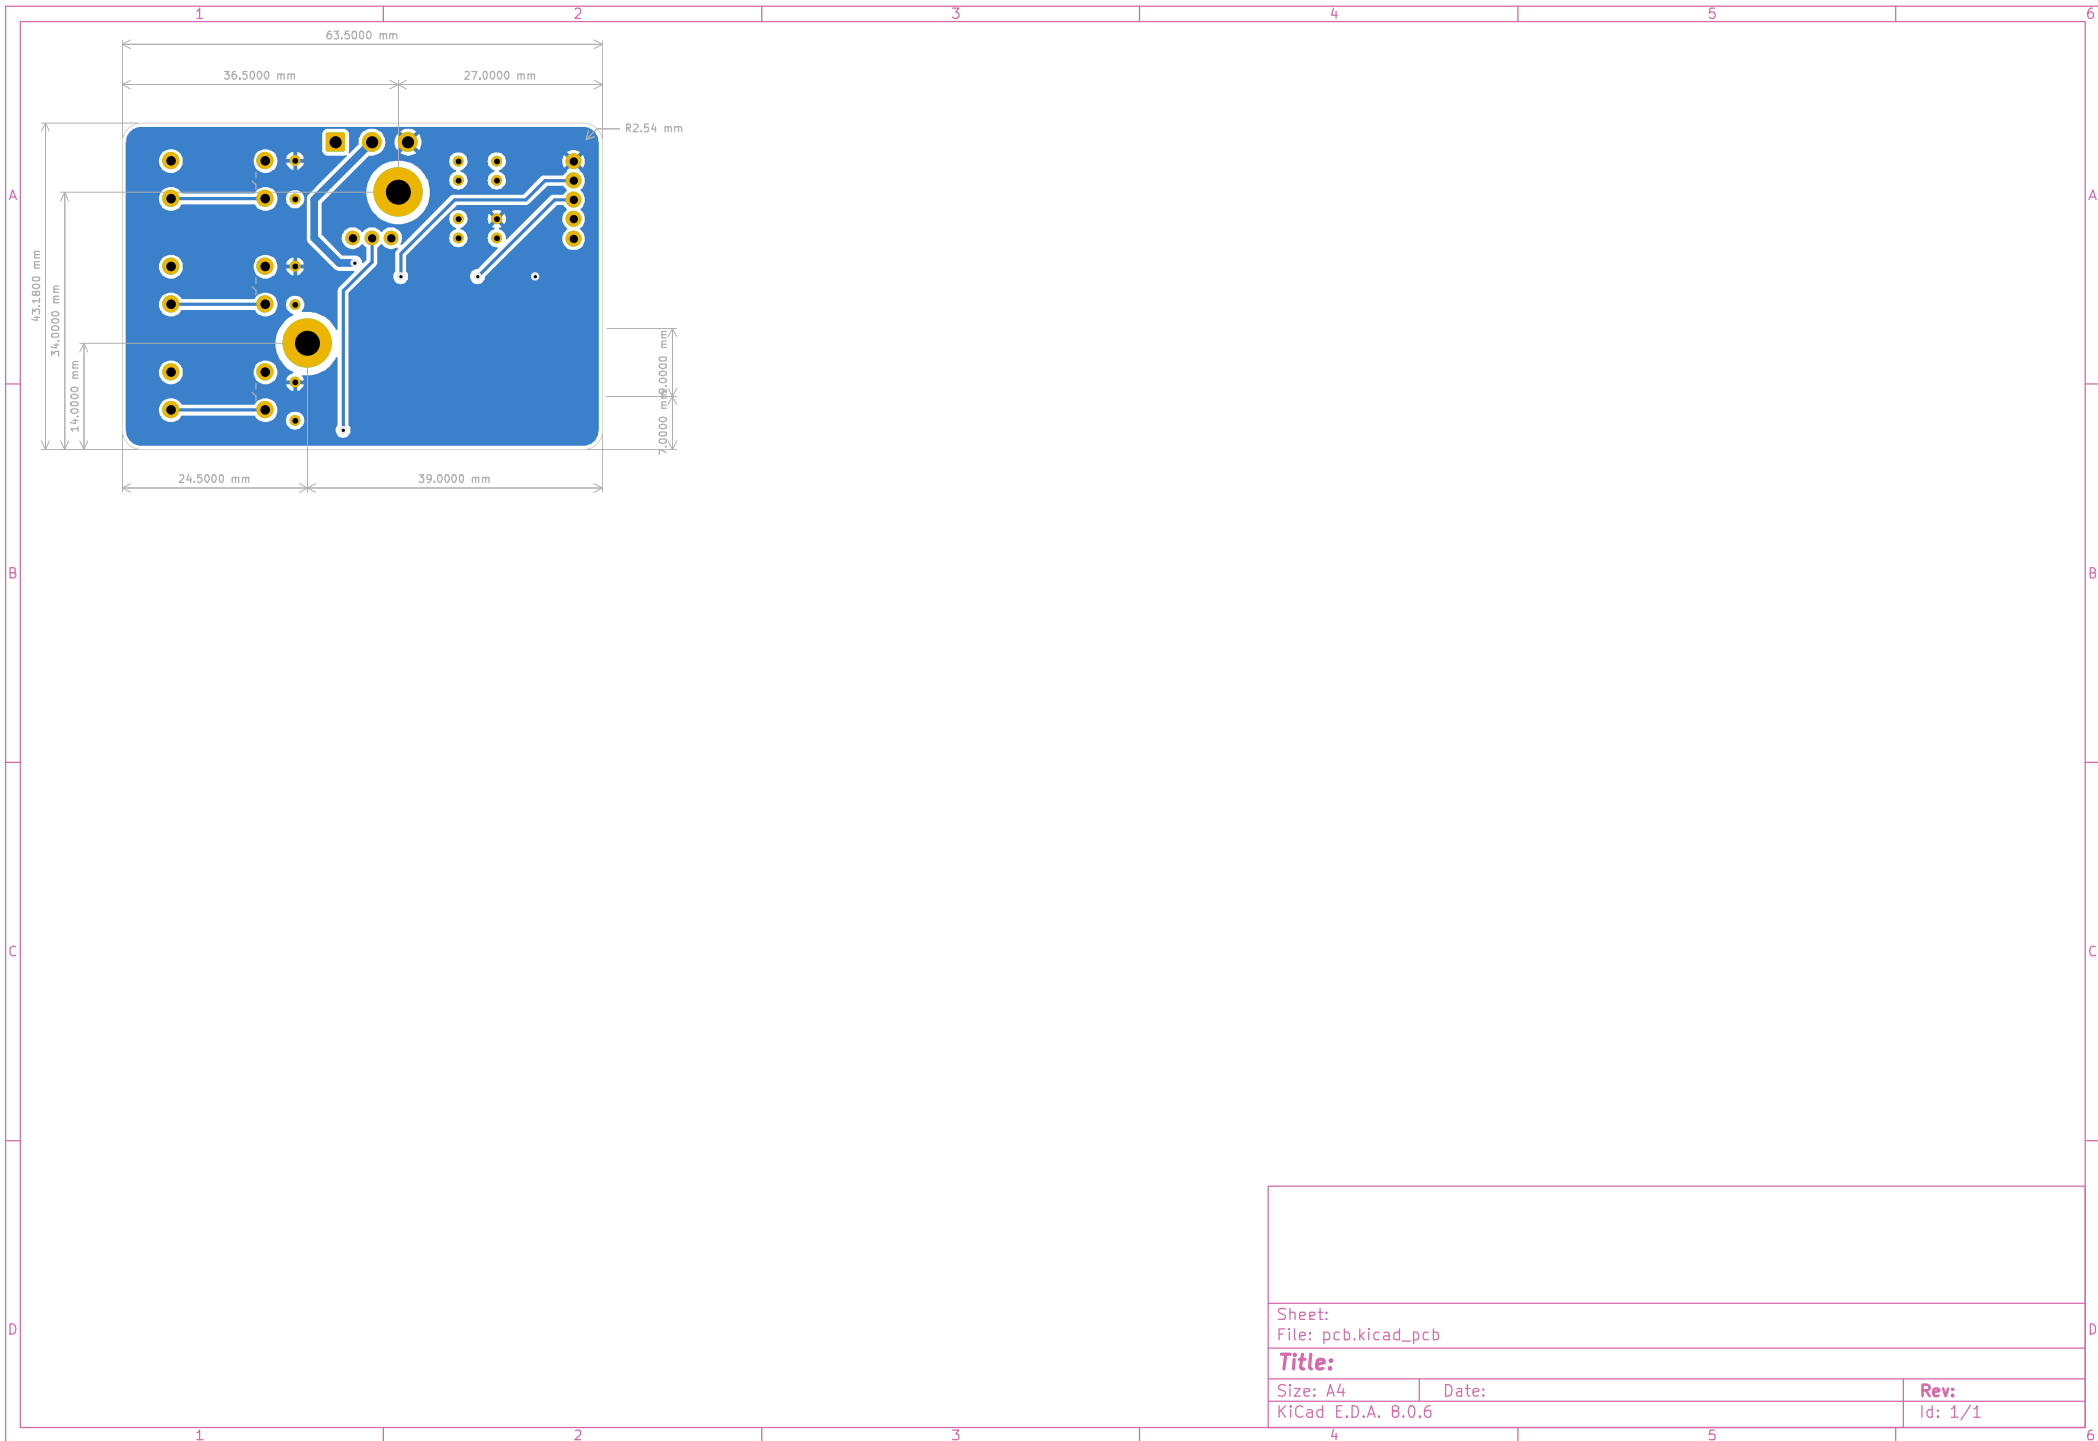 1 2 3 4 5 6
63.5000 mm
36.5000 mm 27.0000 mm
R2.54 mm
A A
43.1800 mm
34.0000 mm
14.0000 mm
7.0000 mm
B B
24.5000 mm 39.0000 mm
C C
D D
Sheet:
File: pcb.kicad_pcb
Title:
Size: A4 Date: Rev:
KiCad E.D.A. 8.0.6 Id: 1/1
1 2 3 4 5 6